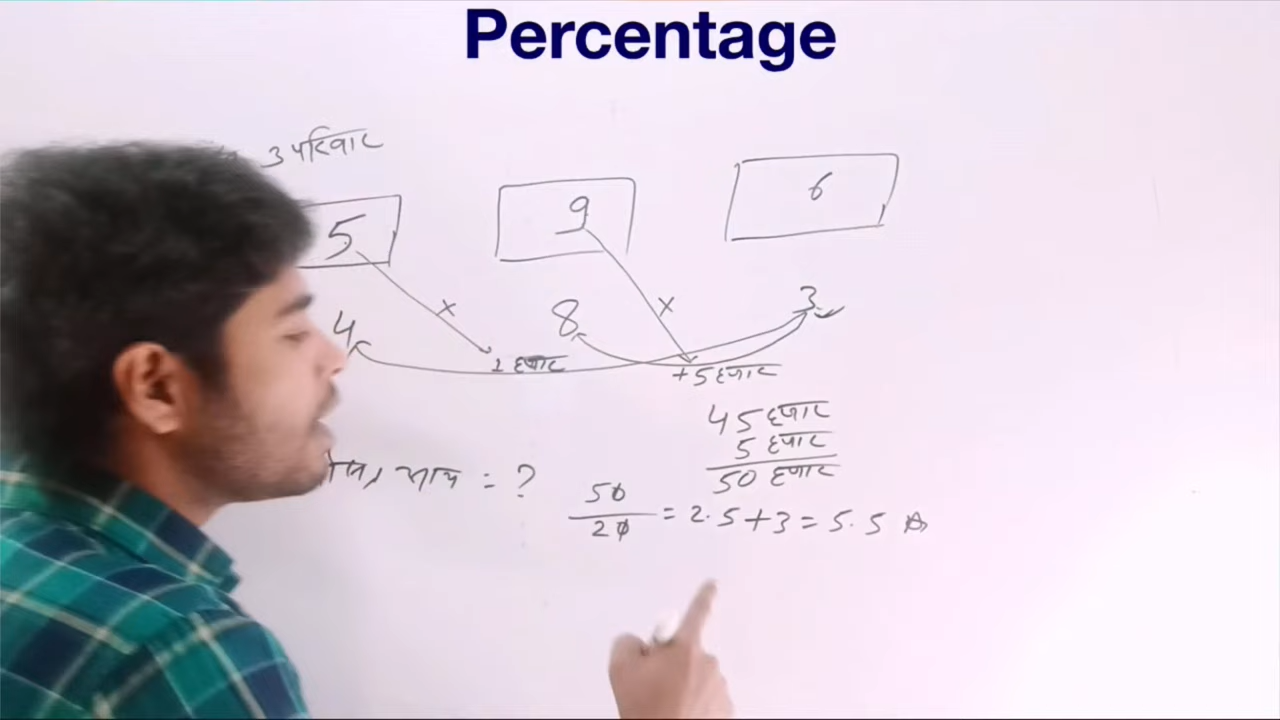 Percentage
3 परिवार
5 9 6
4 × 8 × 3
हजार +5 हजार
45 हजार
5 हजार
50 हजार
आय = ?
50/20 = 2.5 + 3 = 5.5